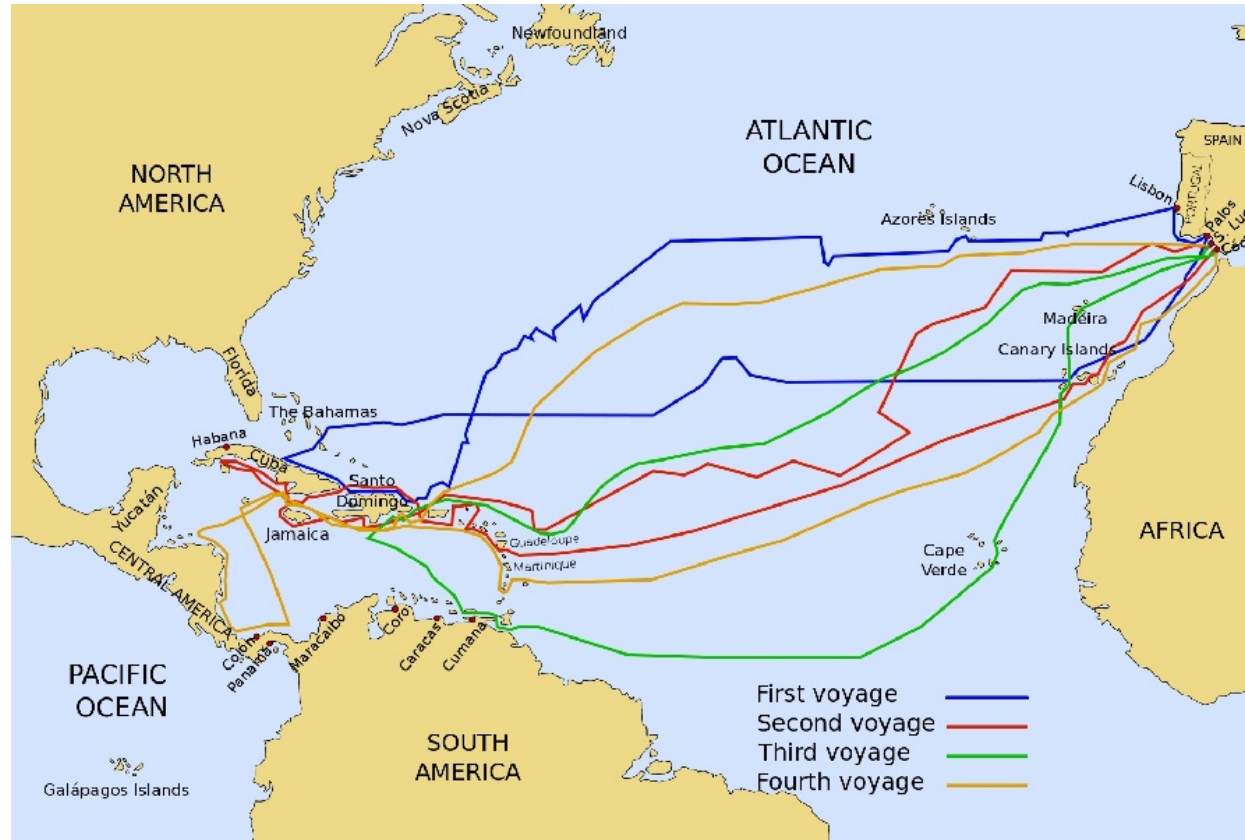 Newfoundland
Nova Scotia
ATLANTIC
OCEAN
SPAIN
PORTUGAL
NORTH
AMERICA
Lisbon
Palos
Azores Islands
Madeira
Canary Islands
Florida
The Bahamas
Habana
Cuba
Santo
Domingo
Yucatán
Jamaica
Guadeloupe
Martinique
CENTRAL AMERICA
Cape
Verde
AFRICA
Colón
Panamá
Maracaibo
Coro
Caracas
Cumana
PACIFIC
OCEAN
SOUTH
AMERICA
Galápagos Islands
First voyage
Second voyage
Third voyage
Fourth voyage